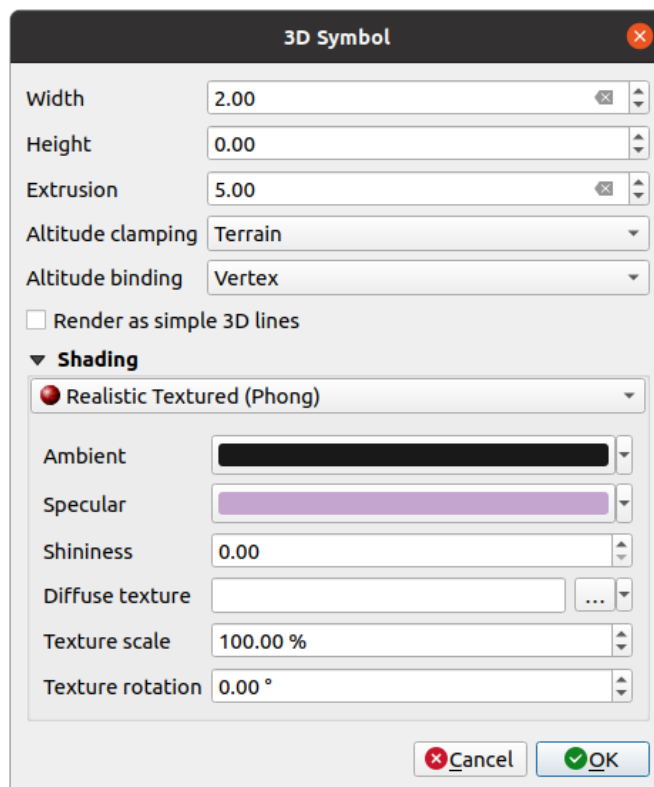 3D Symbol
Width 2.00
Height 0.00
Extrusion 5.00
Altitude clamping Terrain
Altitude binding Vertex
Render as simple 3D lines
Shading
Realistic Textured (Phong)
Ambient
Specular
Shininess 0.00
Diffuse texture ...
Texture scale 100.00 %
Texture rotation 0.00 °
Cancel OK